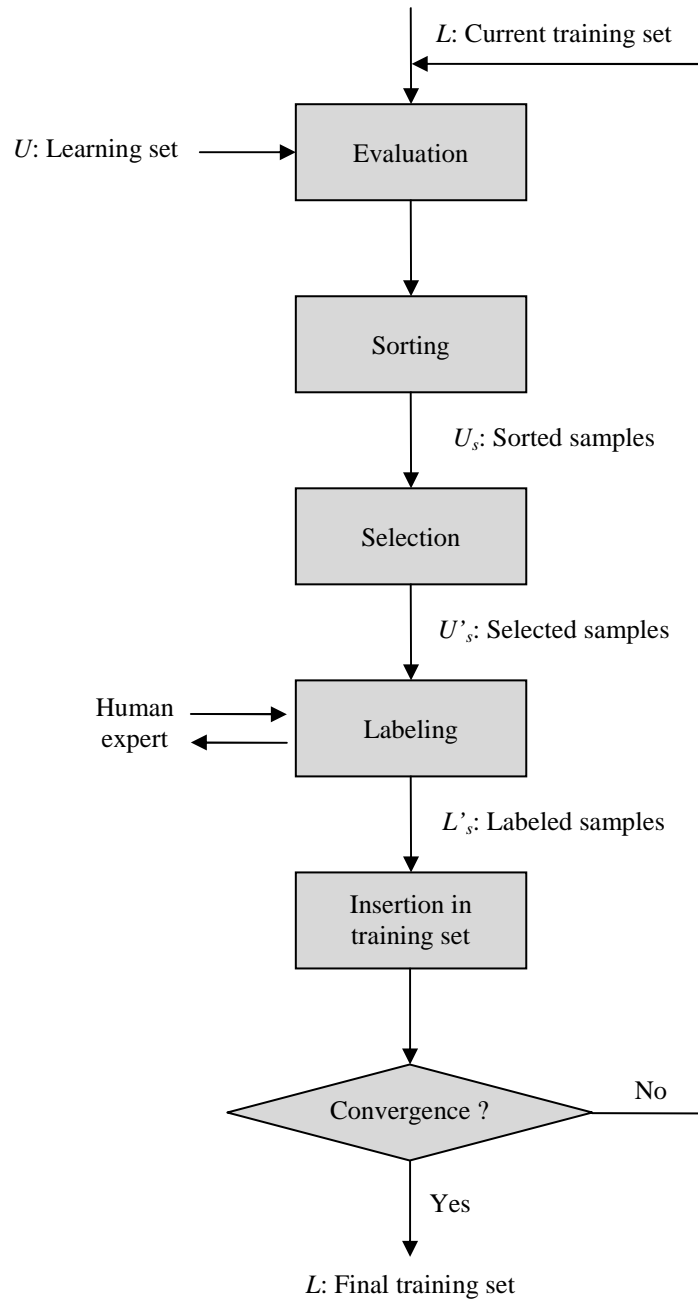 L: Current training set
U: Learning set
Evaluation
Sorting
Uₛ: Sorted samples
Selection
U’ₛ: Selected samples
Human
expert
Labeling
L’ₛ: Labeled samples
Insertion in
training set
Convergence ?
No
Yes
L: Final training set